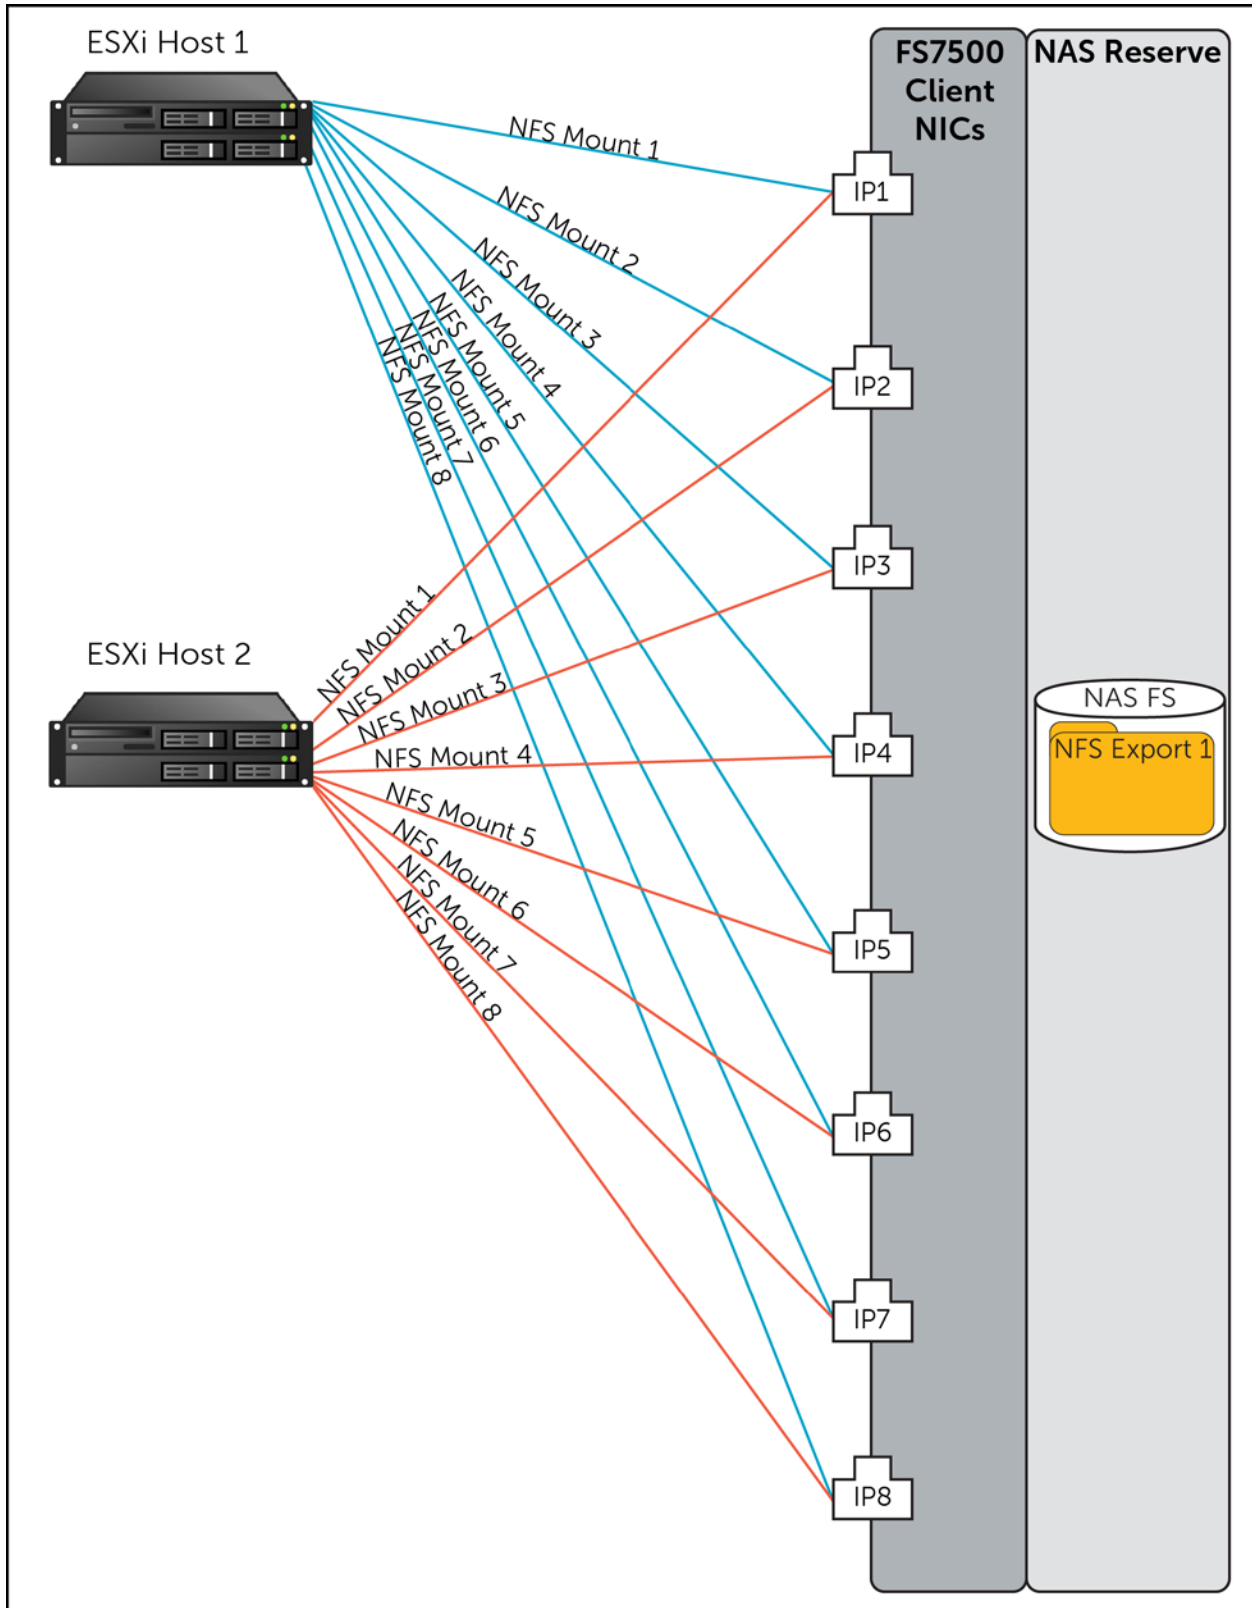 ESXi Host 1
FS7500
Client
NICs
NAS Reserve
NFS Mount 1
NFS Mount 2
NFS Mount 3
NFS Mount 4
NFS Mount 5
NFS Mount 6
NFS Mount 7
NFS Mount 8
IP1
IP2
IP3
ESXi Host 2
NFS Mount 1
NFS Mount 2
NFS Mount 3
NFS Mount 4
NFS Mount 5
NFS Mount 6
NFS Mount 7
NFS Mount 8
IP4
IP5
IP6
IP7
IP8
NAS FS
NFS Export 1